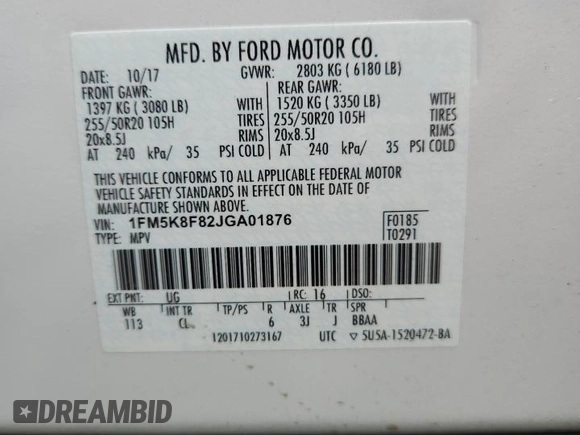 MFD. BY FORD MOTOR CO.
DATE: 10/17 GVWR: 2803 KG ( 6180 LB)
FRONT GAWR: REAR GAWR:
1397 KG ( 3080 LB) WITH 1520 KG ( 3350 LB) WITH
255/50R20 105H TIRES 255/50R20 105H TIRES
20x8.5J RIMS 20x8.5J RIMS
AT 240 kPa/ 35 PSI COLD AT 240 kPa/ 35 PSI COLD
THIS VEHICLE CONFORMS TO ALL APPLICABLE FEDERAL MOTOR
VEHICLE SAFETY STANDARDS IN EFFECT ON THE DATE OF
MANUFACTURE SHOWN ABOVE.
VIN: 1FM5K8F82JGA01876 F0185
TYPE: MPV T0291
EXT PNT: UG RC: 16 DSO:
WB INT TR TP/PS R AXLE TR SPR
113 CL 6 3J J BBAA
1201710273167 UTC ▽ 5U5A-1520472-BA
DREAMBID